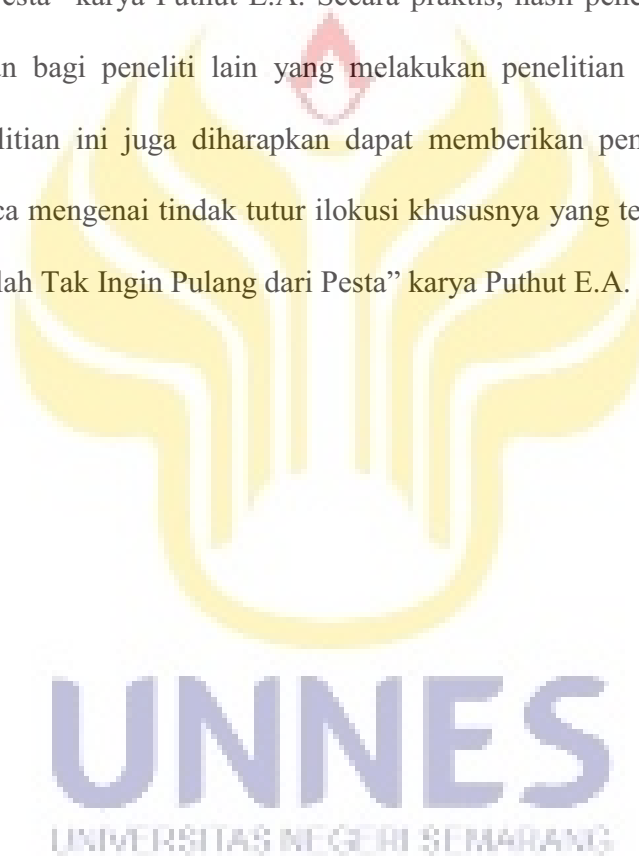 esta" karya Puthut E.A. Secara praktis, hasil pene
n bagi peneliti lain yang melakukan penelitian
litian ini juga diharapkan dapat memberikan pen
ca mengenai tindak tutur ilokusi khususnya yang te
lah Tak Ingin Pulang dari Pesta” karya Puthut E.A.
UNNES
UNIVERSITAS NEGERI SEMARANG